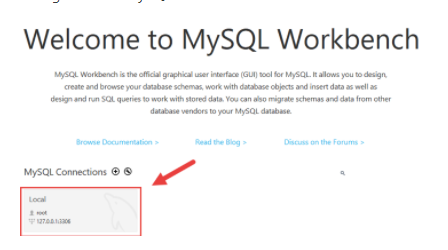 Welcome to MySQL Workbench
MySQL Workbench is the official graphical user interface (GUI) tool for MySQL. It allows you to design,
create and browse your database schemas, work with database objects and insert data as well as
design and run SQL queries to work with stored data. You can also migrate schemas and data from other
database vendors to your MySQL database.
Browse Documentation > Read the Blog > Discuss on the Forums >
MySQL Connections
Local
root
127.0.0.1:3306